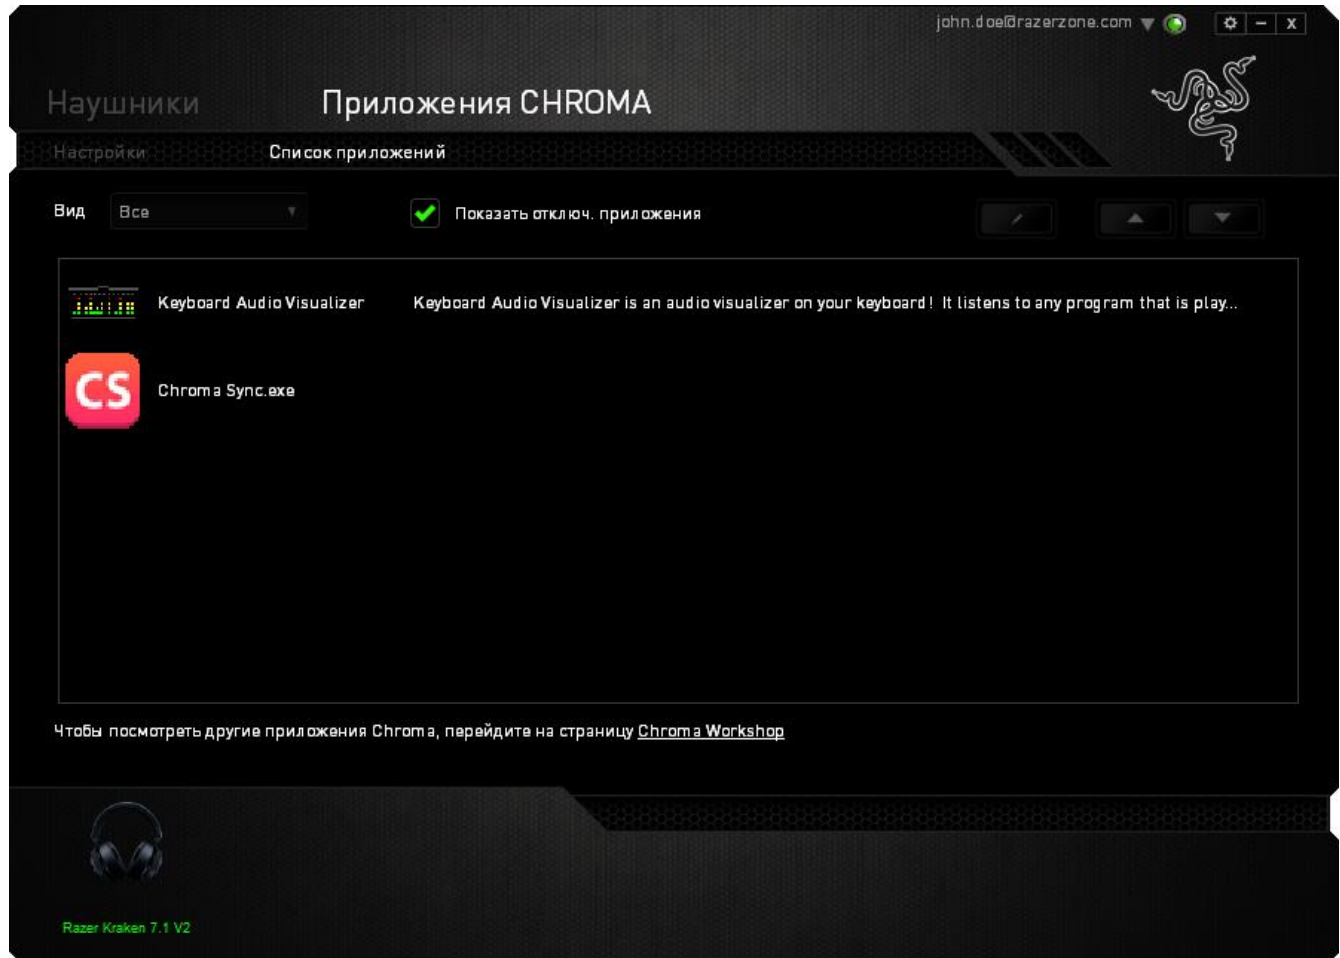 john.doe@razerzone.com
Наушники Приложения CHROMA
Настройки Список приложений
Вид Все Показать отключ. приложения
Keyboard Audio Visualizer Keyboard Audio Visualizer is an audio visualizer on your keyboard! It listens to any program that is play...
CS Chroma Sync.exe
Чтобы посмотреть другие приложения Chroma, перейдите на страницу Chroma Workshop
Razer Kraken 7.1 V2